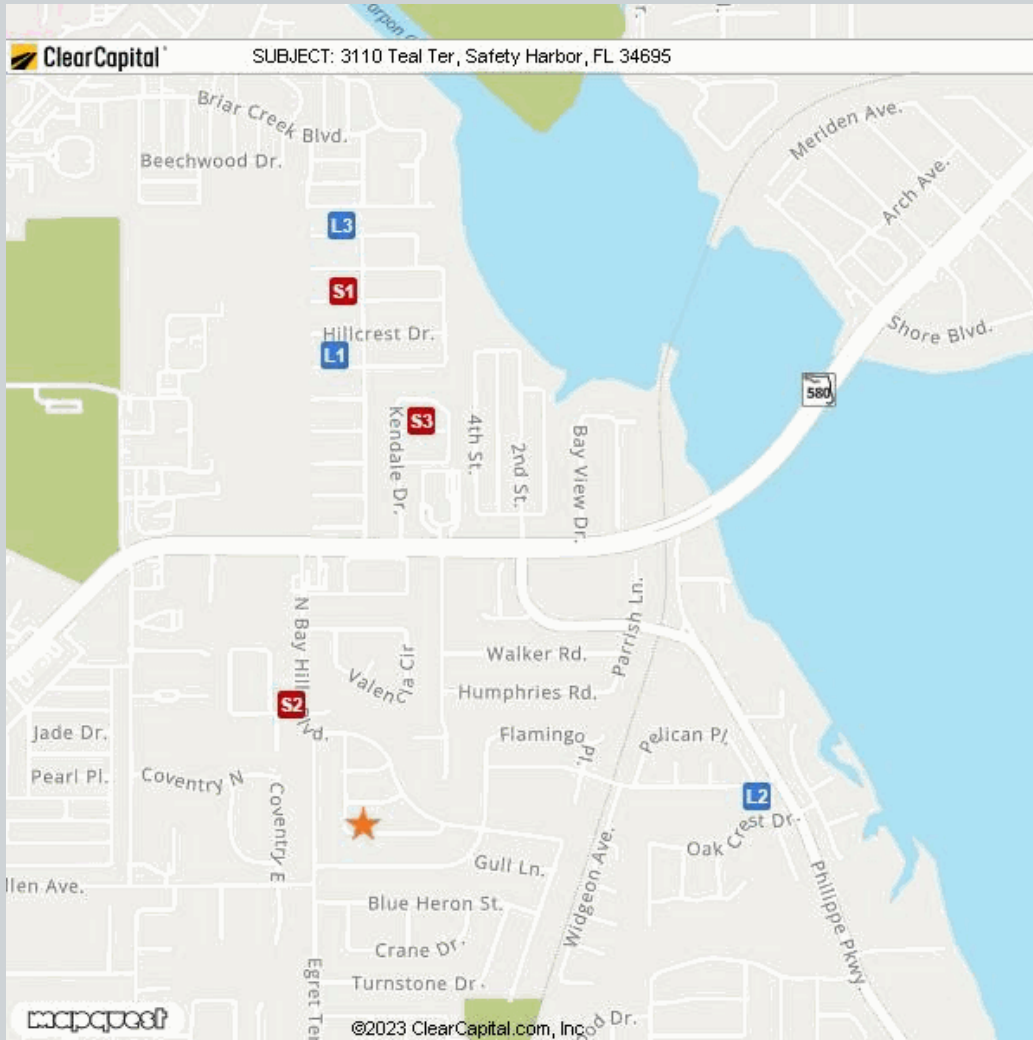 ClearCapital
SUBJECT: 3110 Teal Ter, Safety Harbor, FL 34695
Briar Creek Blvd.
Beechwood Dr.
Meriden Ave.
Arch Ave.
L3
S1
Hillcrest Dr.
L1
Shore Blvd.
580
S3
Kendale Dr.
4th St.
2nd St.
Bay View Dr.
N Bay Hill Blvd.
Parrish Ln.
Walker Rd.
Valencia Cir
Humphries Rd.
S2
Jade Dr.
Flamingo Pl.
Pelican Pl.
Pearl Pl.
Coventry N
Coventry E
L2
Oak Crest Dr.
Gull Ln.
llen Ave.
Blue Heron St.
Widgeon Ave.
Philippe Pkwy.
Crane Dr.
Egret Ter
Turnstone Dr.
mapquest
©2023 ClearCapital.com, Inc
od Dr.